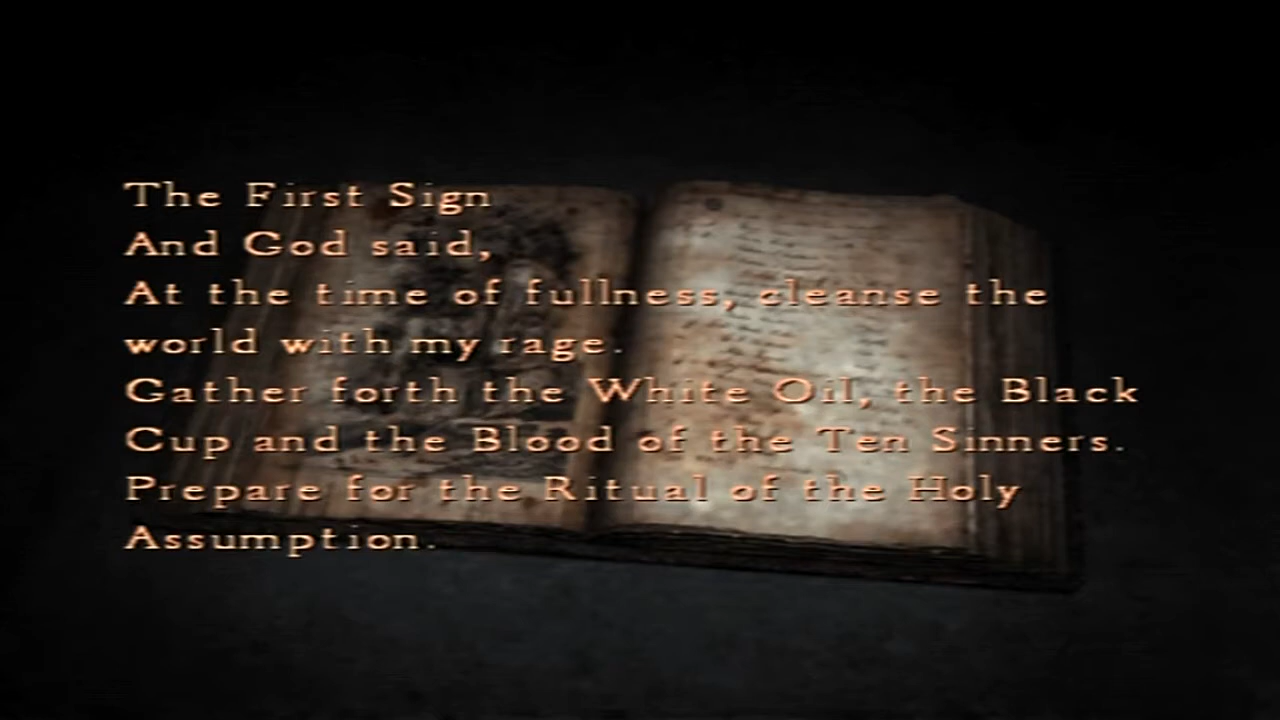 The First Sign
And God said,
At the time of fullness, cleanse the
world with my rage.
Gather forth the White Oil, the Black
Cup and the Blood of the Ten Sinners.
Prepare for the Ritual of the Holy
Assumption.